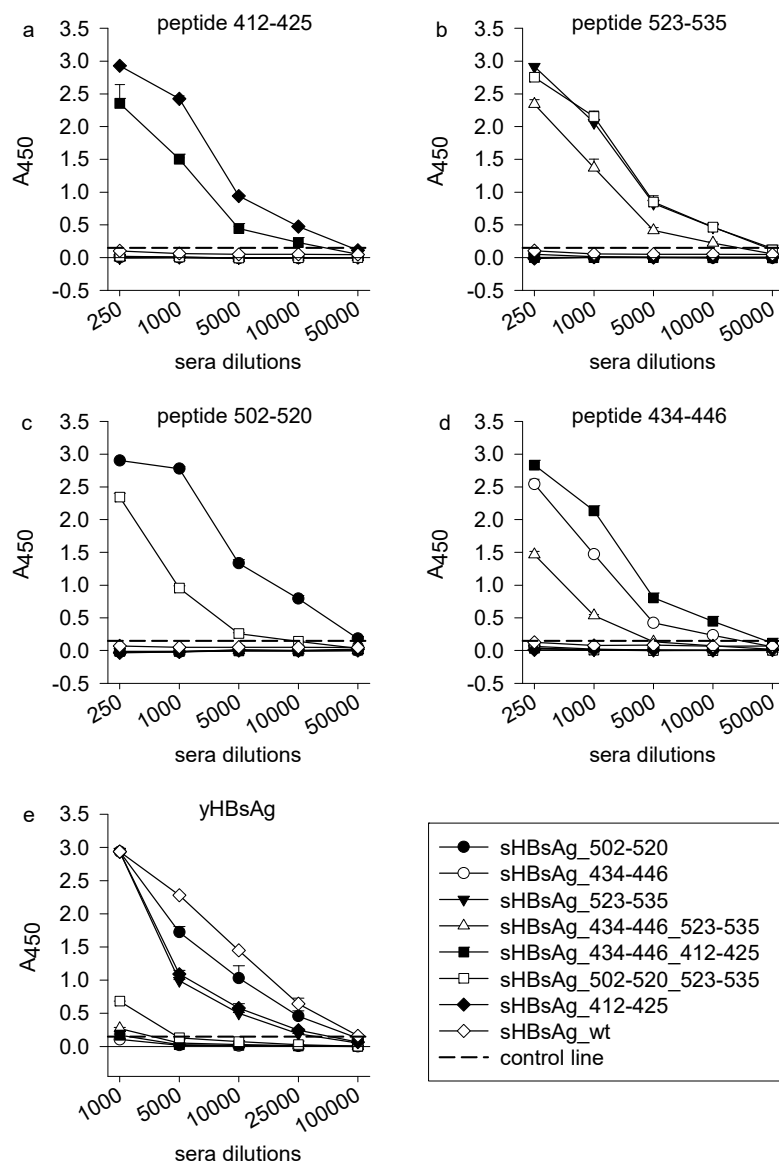 a
peptide 412-425
3.5
3.0
2.5
2.0
1.5
1.0
0.5
0.0
-0.5
A450
250
1000
5000
10000
50000
sera dilutions
b
peptide 523-535
3.5
3.0
2.5
2.0
1.5
1.0
0.5
0.0
-0.5
A450
250
1000
5000
10000
50000
sera dilutions
c
peptide 502-520
3.5
3.0
2.5
2.0
1.5
1.0
0.5
0.0
-0.5
A450
250
1000
5000
10000
50000
sera dilutions
d
peptide 434-446
3.5
3.0
2.5
2.0
1.5
1.0
0.5
0.0
-0.5
A450
250
1000
5000
10000
50000
sera dilutions
e
yHBsAg
3.5
3.0
2.5
2.0
1.5
1.0
0.5
0.0
A450
1000
5000
10000
25000
100000
sera dilutions
sHBsAg_502-520
sHBsAg_434-446
sHBsAg_523-535
sHBsAg_434-446_523-535
sHBsAg_434-446_412-425
sHBsAg_502-520_523-535
sHBsAg_412-425
sHBsAg_wt
control line